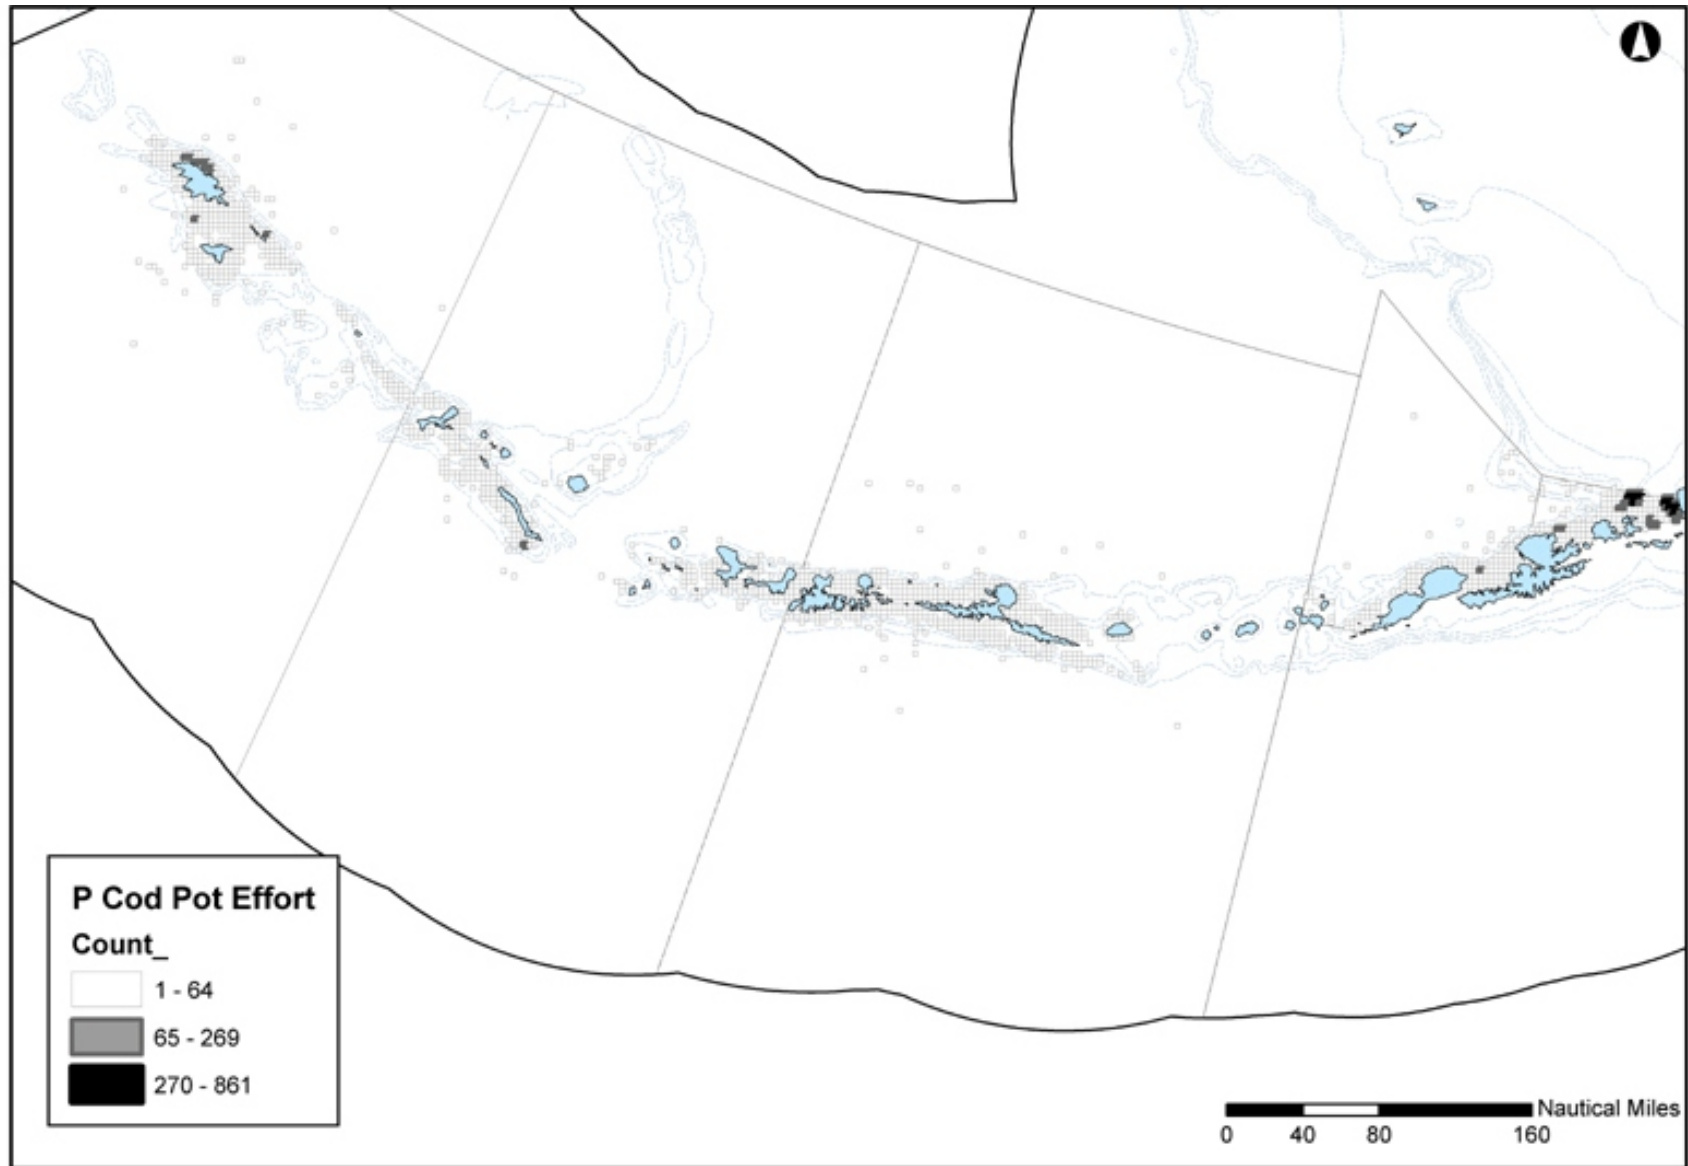 P Cod Pot Effort
Count_
1 - 64
65 - 269
270 - 861
Nautical Miles
0 40 80 160